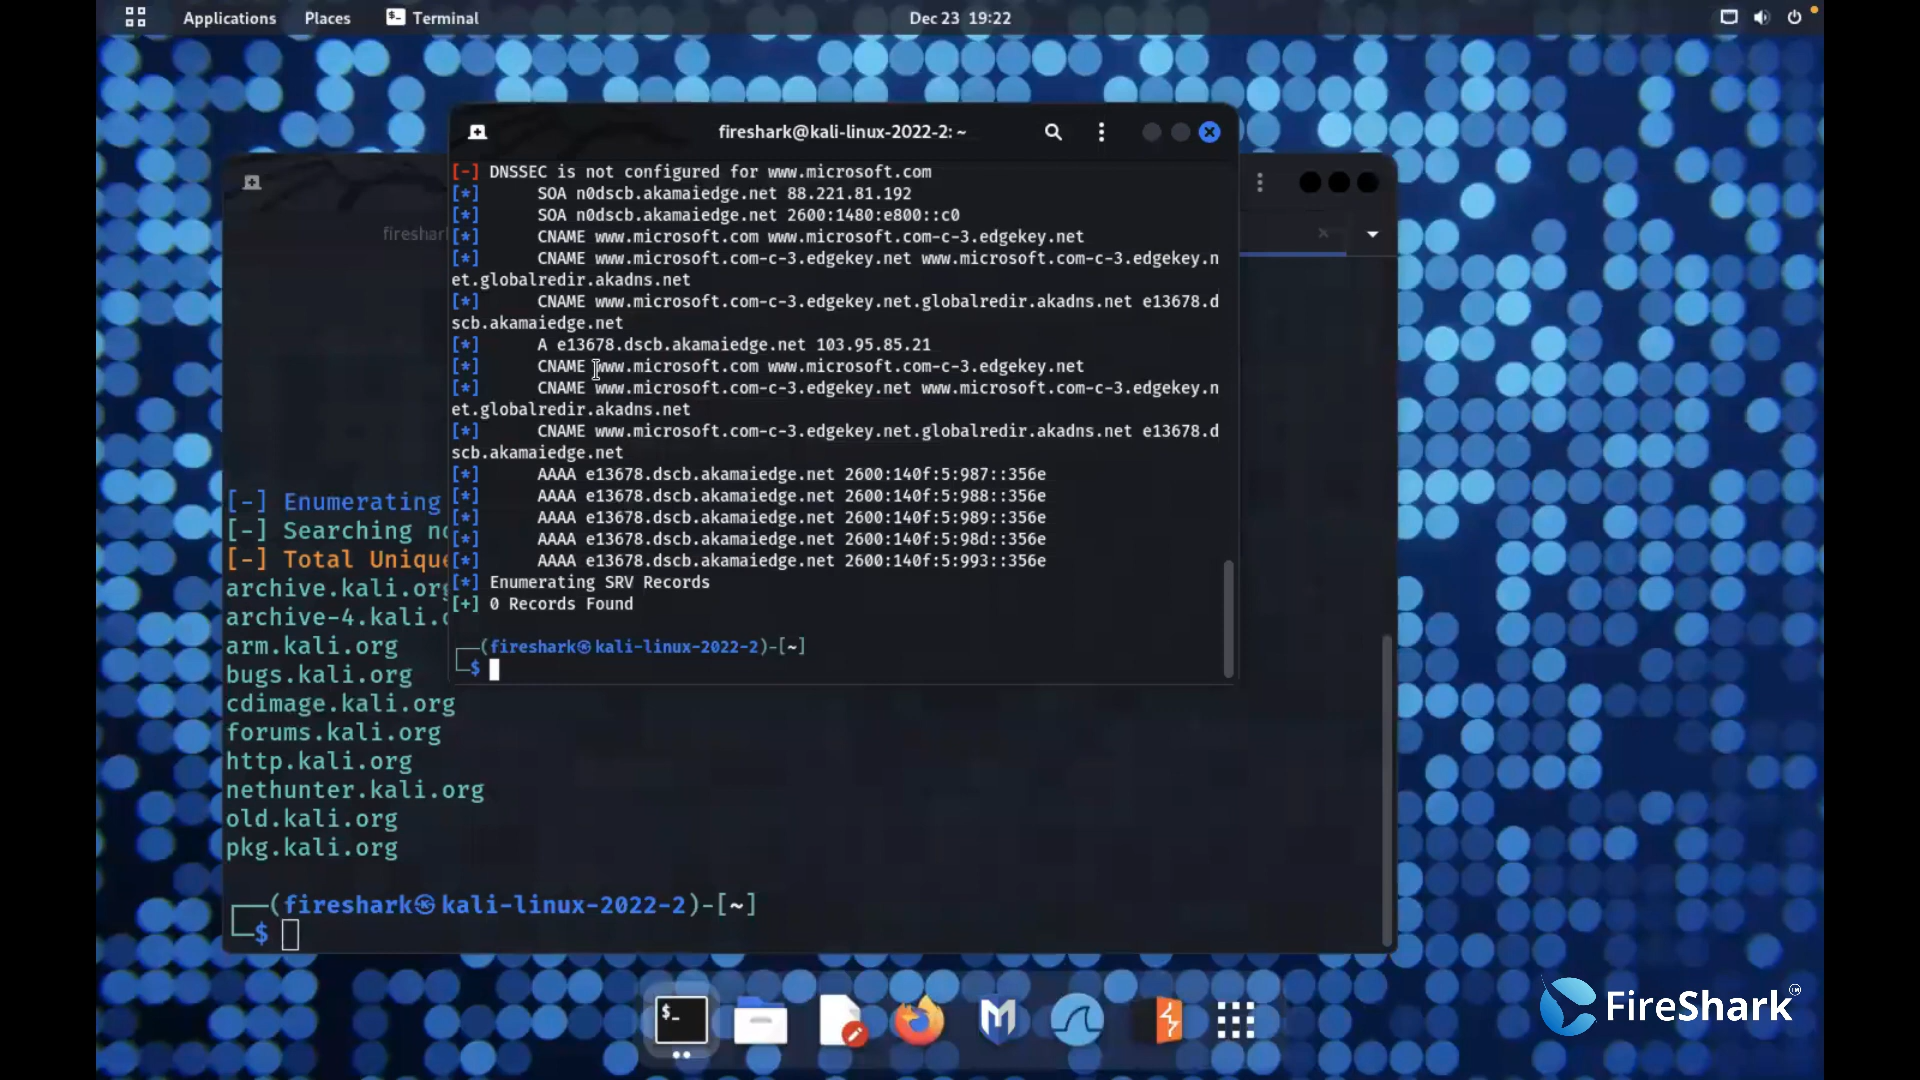 Applications Places Terminal Dec 23 19:22
fireshark@kali-linux-2022-2: ~
[-] DNSSEC is not configured for www.microsoft.com
[*] SOA n0dscb.akamaiedge.net 88.221.81.192
[*] SOA n0dscb.akamaiedge.net 2600:1480:e800::c0
[*] CNAME www.microsoft.com www.microsoft.com-c-3.edgekey.net
[*] CNAME www.microsoft.com-c-3.edgekey.net www.microsoft.com-c-3.edgekey.n
et.globalredir.akadns.net
[*] CNAME www.microsoft.com-c-3.edgekey.net.globalredir.akadns.net e13678.d
scb.akamaiedge.net
[*] A e13678.dscb.akamaiedge.net 103.95.85.21
[*] CNAME www.microsoft.com www.microsoft.com-c-3.edgekey.net
[*] CNAME www.microsoft.com-c-3.edgekey.net www.microsoft.com-c-3.edgekey.n
et.globalredir.akadns.net
[*] CNAME www.microsoft.com-c-3.edgekey.net.globalredir.akadns.net e13678.d
scb.akamaiedge.net
[*] AAAA e13678.dscb.akamaiedge.net 2600:140f:5:987::356e
[*] AAAA e13678.dscb.akamaiedge.net 2600:140f:5:988::356e
[*] AAAA e13678.dscb.akamaiedge.net 2600:140f:5:989::356e
[*] AAAA e13678.dscb.akamaiedge.net 2600:140f:5:98d::356e
[*] AAAA e13678.dscb.akamaiedge.net 2600:140f:5:993::356e
[*] Enumerating SRV Records
[+] 0 Records Found
┌──(fireshark㉿kali-linux-2022-2)-[~]
└─$
[-] Enumerating
[-] Searching
[-] Total
archive.kali.org
archive-4.kali.
arm.kali.org
bugs.kali.org
cdimage.kali.org
forums.kali.org
http.kali.org
nethunter.kali.org
old.kali.org
pkg.kali.org
┌──(fireshark㉿kali-linux-2022-2)-[~]
└─$
FireShark™